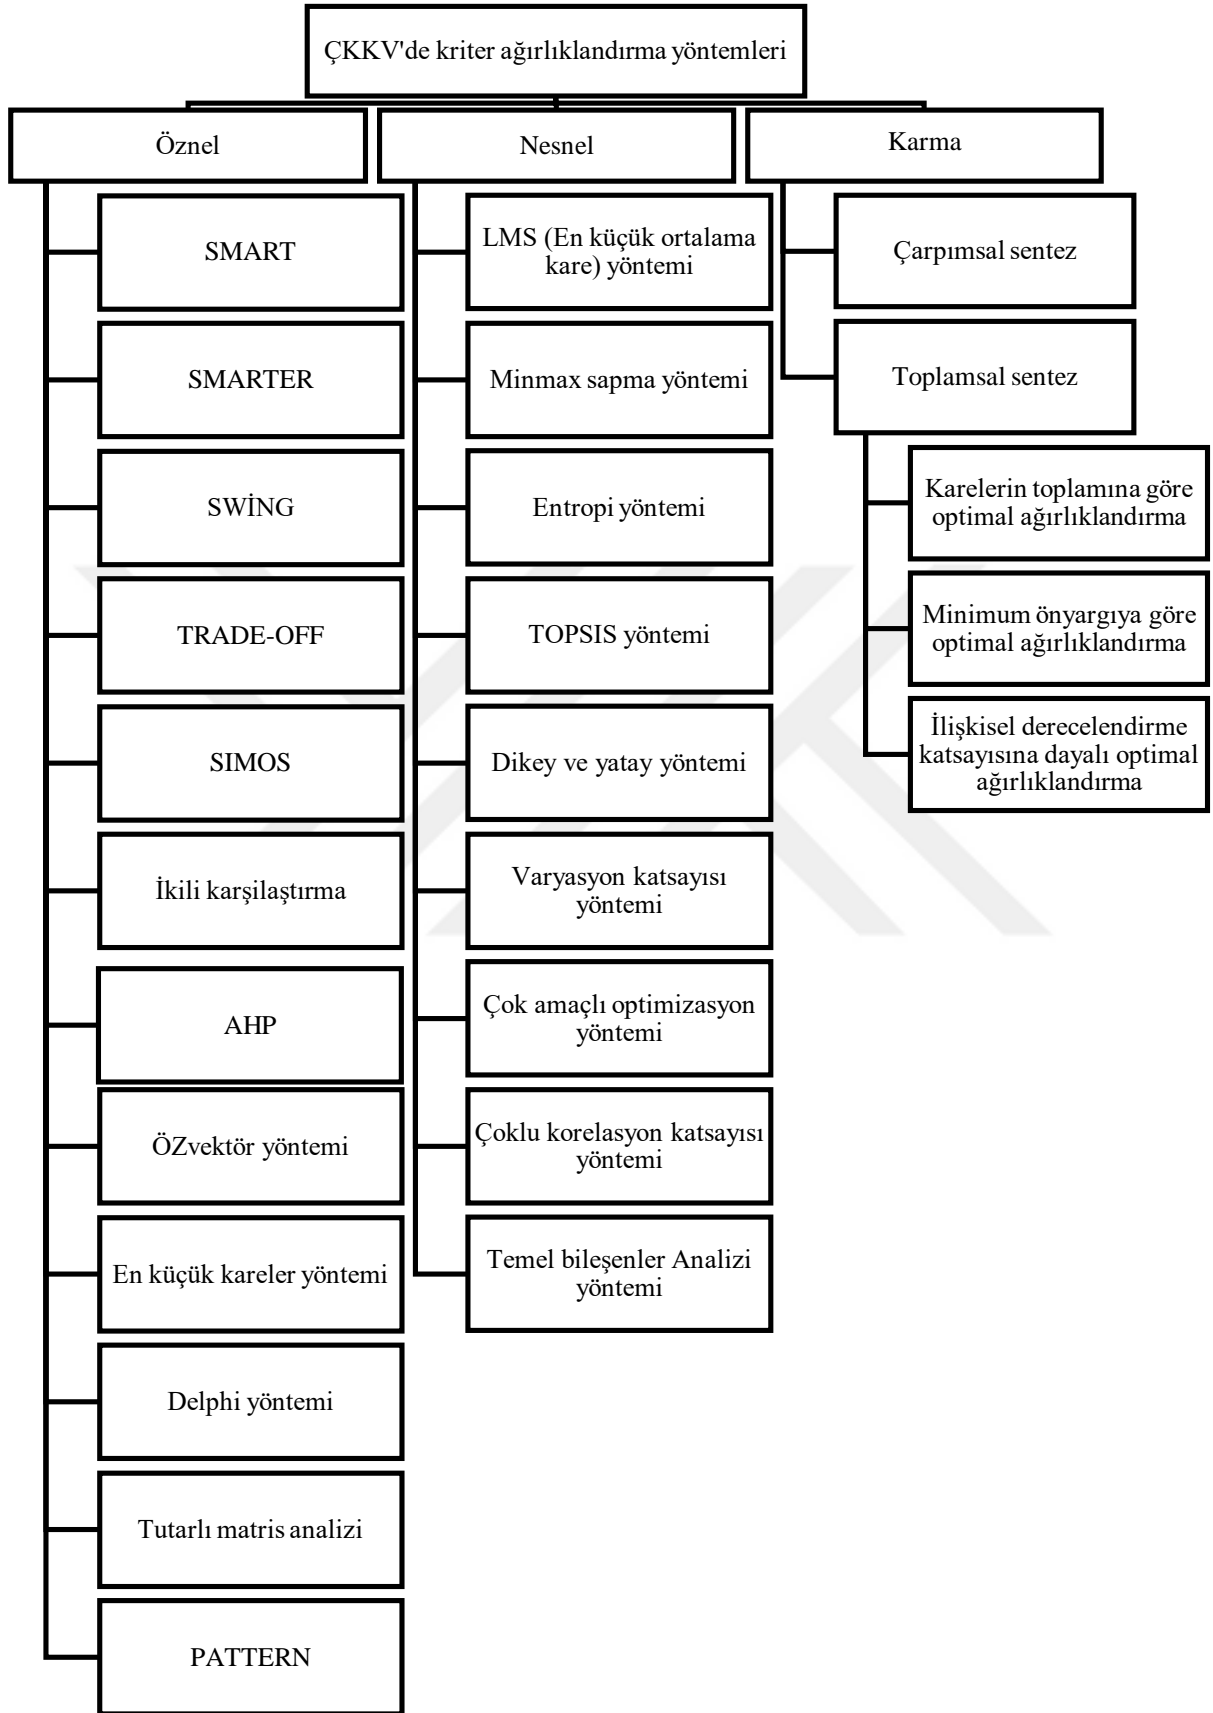 ÇKKV'de kriter ağırlıklandırma yöntemleri
Öznel
SMART
SMARTER
SWİNG
TRADE-OFF
SIMOS
İkili karşilaştırma
AHP
ÖZvektör yöntemi
En küçük kareler yöntemi
Delphi yöntemi
Tutarlı matris analizi
PATTERN
Nesnel
LMS (En küçük ortalama
kare) yöntemi
Minmax sapma yöntemi
Entropi yöntemi
TOPSIS yöntemi
Dikey ve yatay yöntemi
Varyasyon katsayısı
yöntemi
Çok amaçlı optimizasyon
yöntemi
Çoklu korelasyon katsayısı
yöntemi
Temel bileşenler Analizi
yöntemi
Karma
Çarpımsal sentez
Toplamsal sentez
Karelerin toplamına göre
optimal ağırlıklandırma
Minimum önyargıya göre
optimal ağırlıklandırma
İlişkisel derecelendirme
katsayısına dayalı optimal
ağırlıklandırma